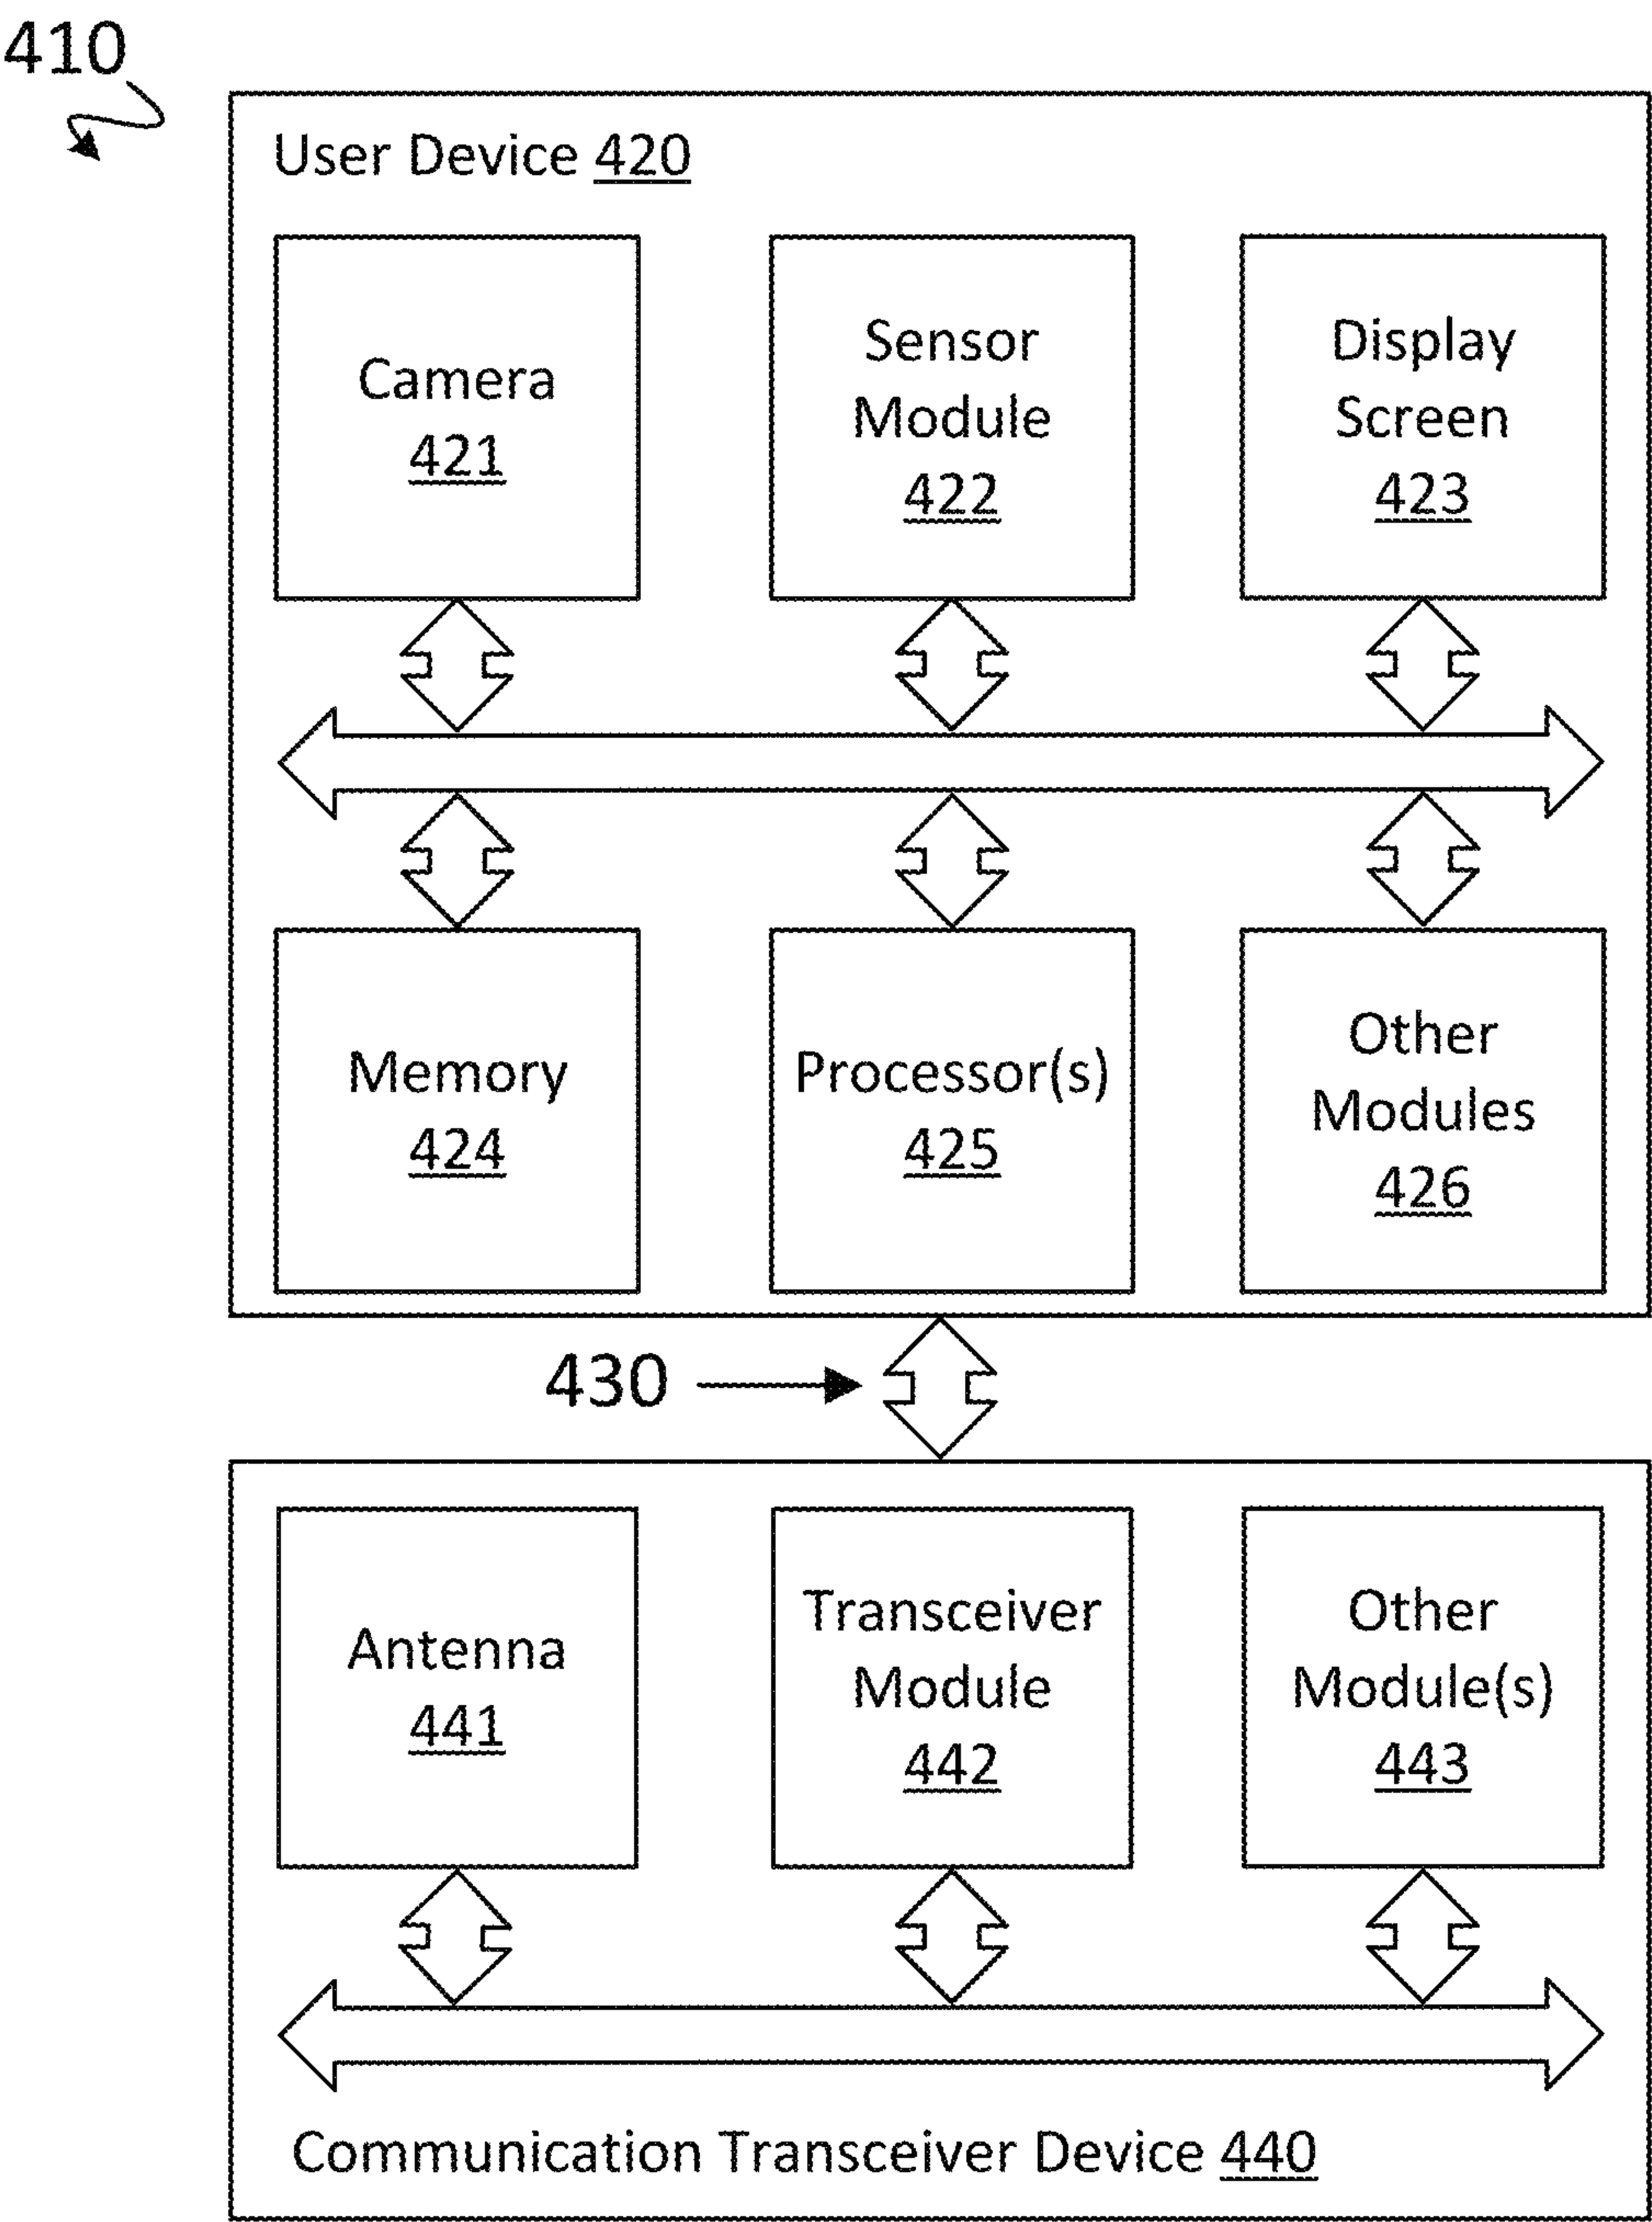 410
User Device 420
Camera
421
Sensor
Module
422
Display
Screen
423
Memory
424
Processor(s)
425
Other
Modules
426
430
Antenna
441
Transceiver
Module
442
Other
Module(s)
443
Communication Transceiver Device 440